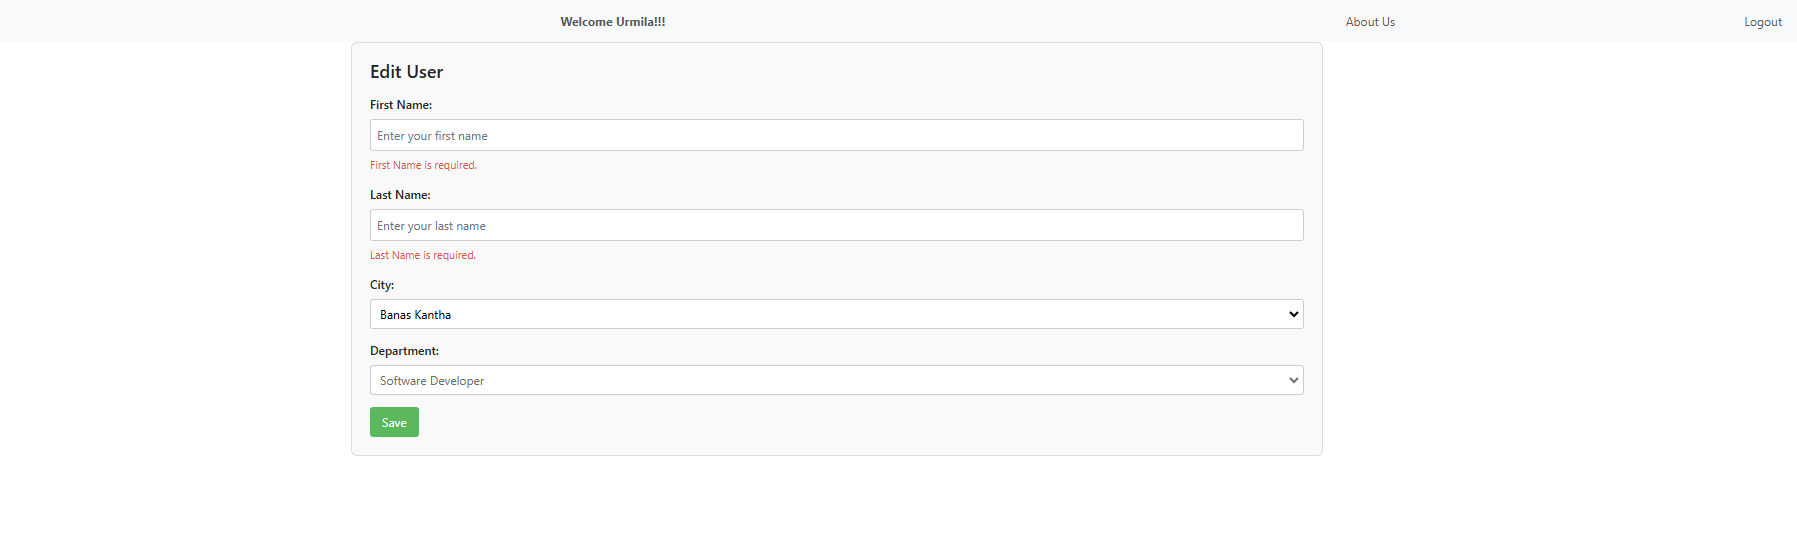 Welcome Urmila!!! About Us Logout
Edit User
First Name:
Enter your first name
First Name is required.
Last Name:
Enter your last name
Last Name is required.
City:
Banas Kantha
Department:
Software Developer
Save